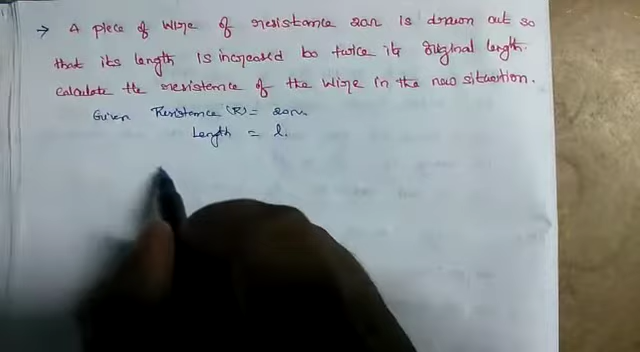 → A piece of wire of resistance 20Ω is drawn out so
that its length is increased to twice its original length.
calculate the resistance of the wire in the new situation.
Given Resistance (R) = 20Ω.
Length = l.